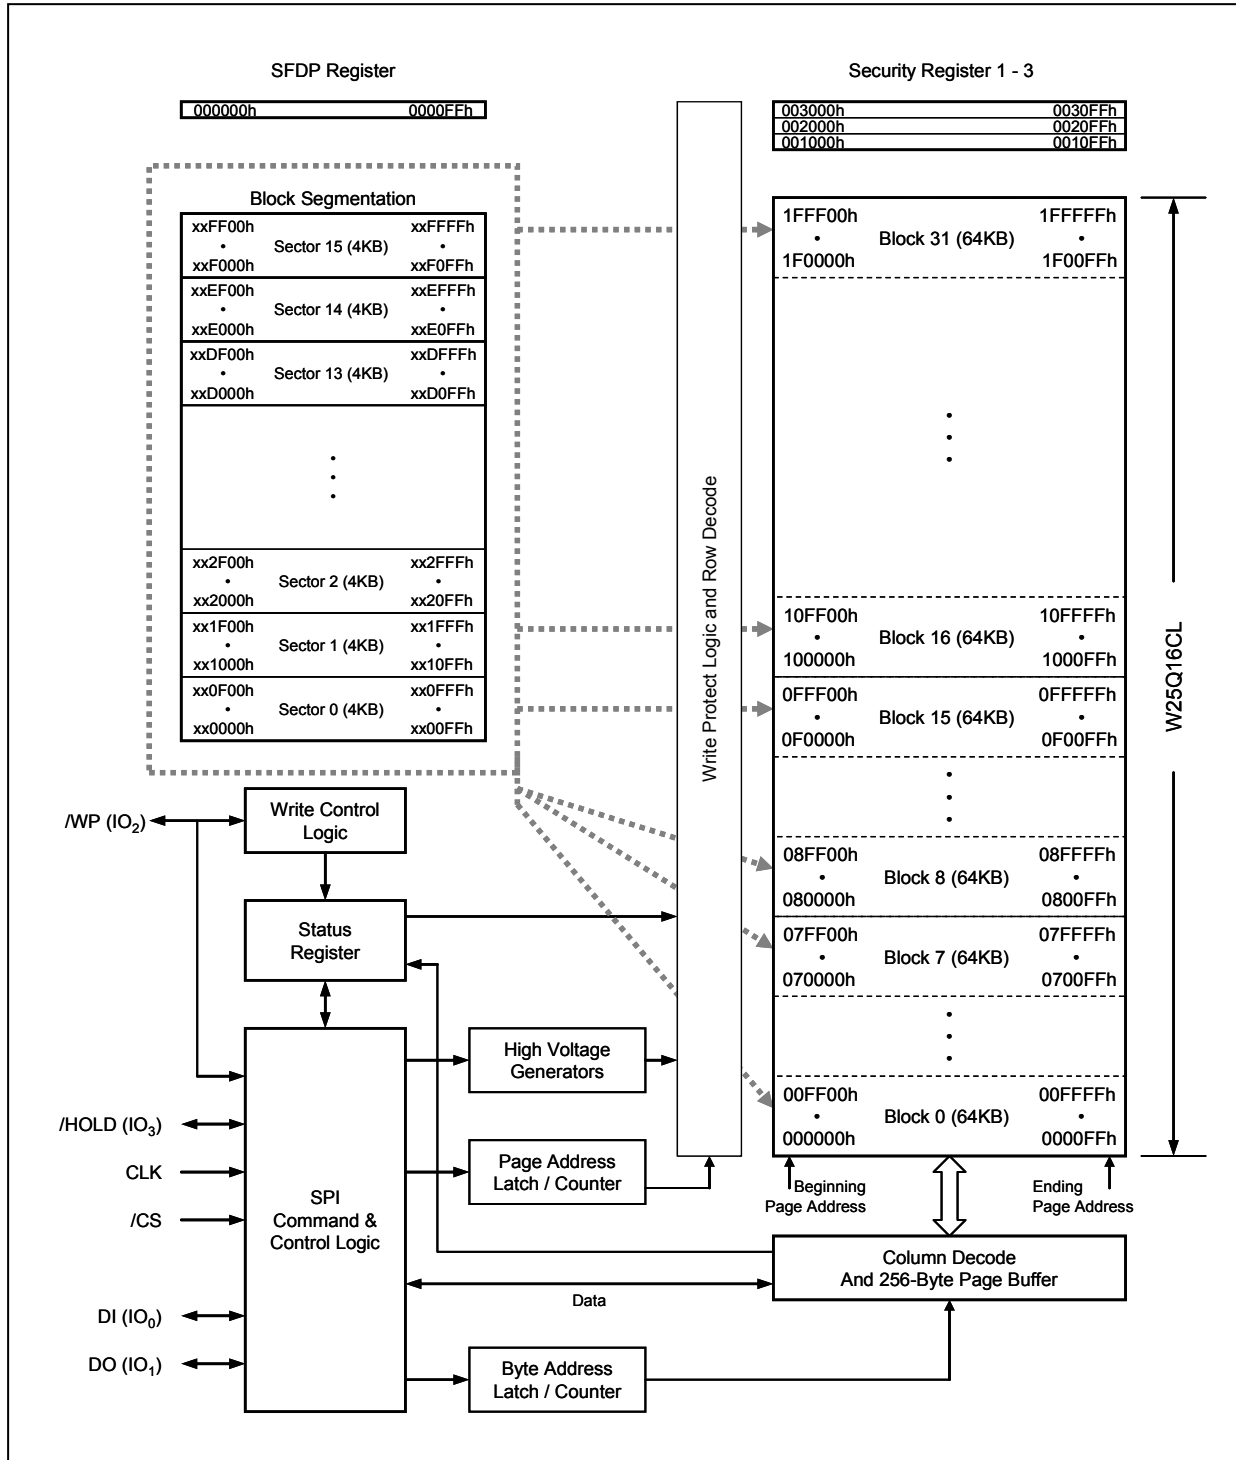 SFDP Register
000000h 0000FFh
Security Register 1 - 3
003000h 0030FFh
002000h 0020FFh
001000h 0010FFh
Block Segmentation
xxFF00h xxFFFFh
• Sector 15 (4KB) •
xxF000h xxF0FFh
xxEF00h xxEFFFh
• Sector 14 (4KB) •
xxE000h xxE0FFh
xxDF00h xxDFFFh
• Sector 13 (4KB) •
xxD000h xxD0FFh
xx2F00h xx2FFFh
• Sector 2 (4KB) •
xx2000h xx20FFh
xx1F00h xx1FFFh
• Sector 1 (4KB) •
xx1000h xx10FFh
xx0F00h xx0FFFh
• Sector 0 (4KB) •
xx0000h xx00FFh
Write Protect Logic and Row Decode
1FFF00h 1FFFFFh
• Block 31 (64KB) •
1F0000h 1F00FFh
10FF00h 10FFFFh
• Block 16 (64KB) •
100000h 1000FFh
0FFF00h 0FFFFFh
• Block 15 (64KB) •
0F0000h 0F00FFh
08FF00h 08FFFFh
• Block 8 (64KB) •
080000h 0800FFh
07FF00h 07FFFFh
• Block 7 (64KB) •
070000h 0700FFh
00FF00h 00FFFFh
• Block 0 (64KB) •
000000h 0000FFh
W25Q16CL
Beginning
Page Address
Ending
Page Address
/WP (IO2)
Write Control
Logic
Status
Register
High Voltage
Generators
/HOLD (IO3)
CLK
/CS
DI (IO0)
DO (IO1)
SPI
Command &
Control Logic
Page Address
Latch / Counter
Column Decode
And 256-Byte Page Buffer
Data
Byte Address
Latch / Counter